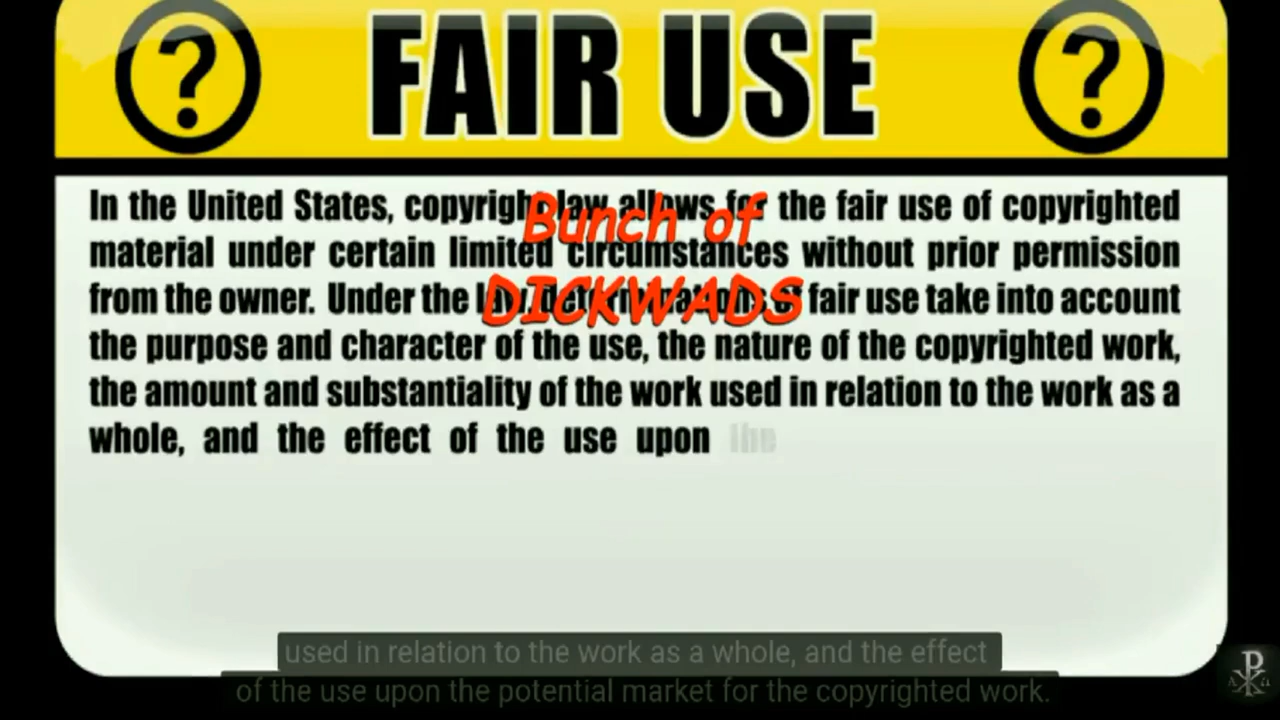 ? FAIR USE ?
In the United States, copyright law allows for the fair use of copyrighted
material under certain limited circumstances without prior permission
from the owner. Under the law, determinations of fair use take into account
the purpose and character of the use, the nature of the copyrighted work,
the amount and substantiality of the work used in relation to the work as a
whole, and the effect of the use upon the
Bunch of
DICKWADS
used in relation to the work as a whole, and the effect
of the use upon the potential market for the copyrighted work.